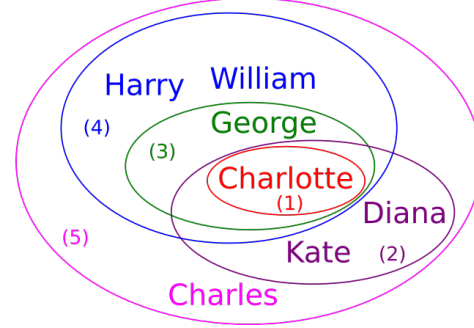 Harry William
(4)
George
(3)
Charlotte
(1)
Diana
(5)
Kate (2)
Charles